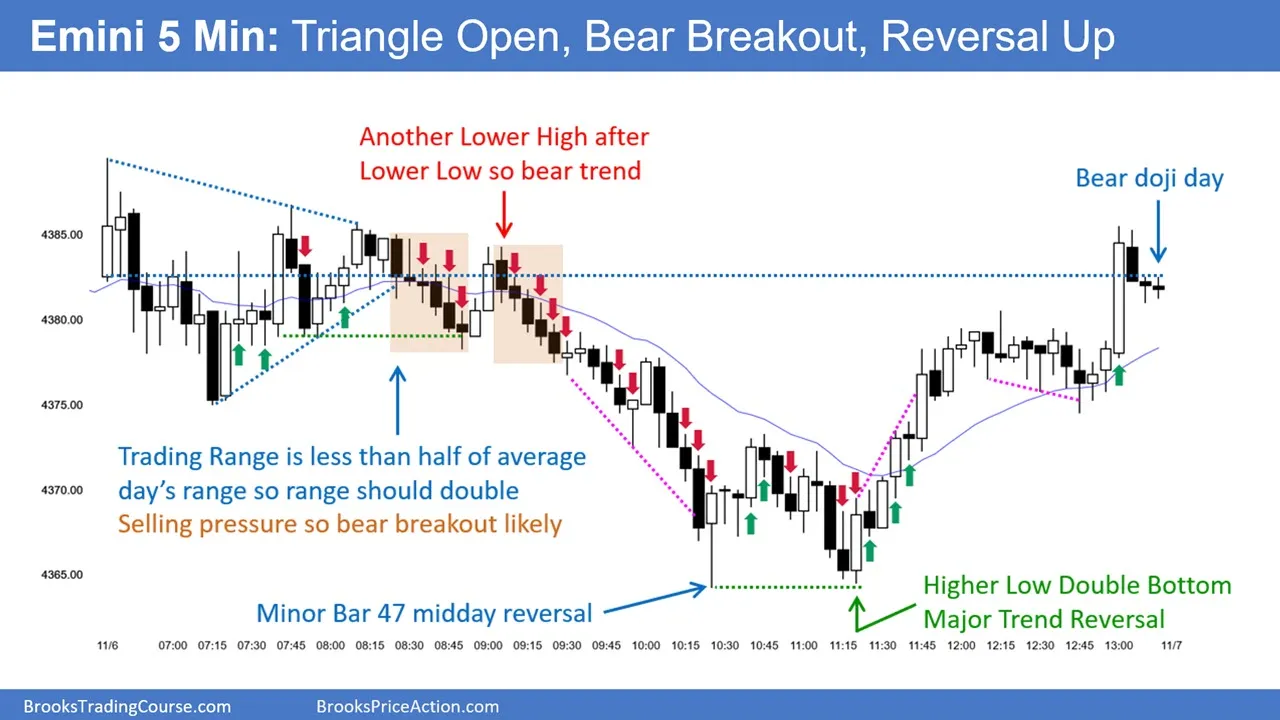 Emini 5 Min: Triangle Open, Bear Breakout, Reversal Up
Another Lower High after
Lower Low so bear trend
Bear doji day
4385.00
4380.00
4375.00
4370.00
4365.00
Trading Range is less than half of average
day’s range so range should double
Selling pressure so bear breakout likely
Minor Bar 47 midday reversal
Higher Low Double Bottom
Major Trend Reversal
11/6 07:00 07:15 07:30 07:45 08:00 08:15 08:30 08:45 09:00 09:15 09:30 09:45 10:00 10:15 10:30 10:45 11:00 11:15 11:30 11:45 12:00 12:15 12:30 12:45 13:00 11/7
BrooksTradingCourse.com BrooksPriceAction.com